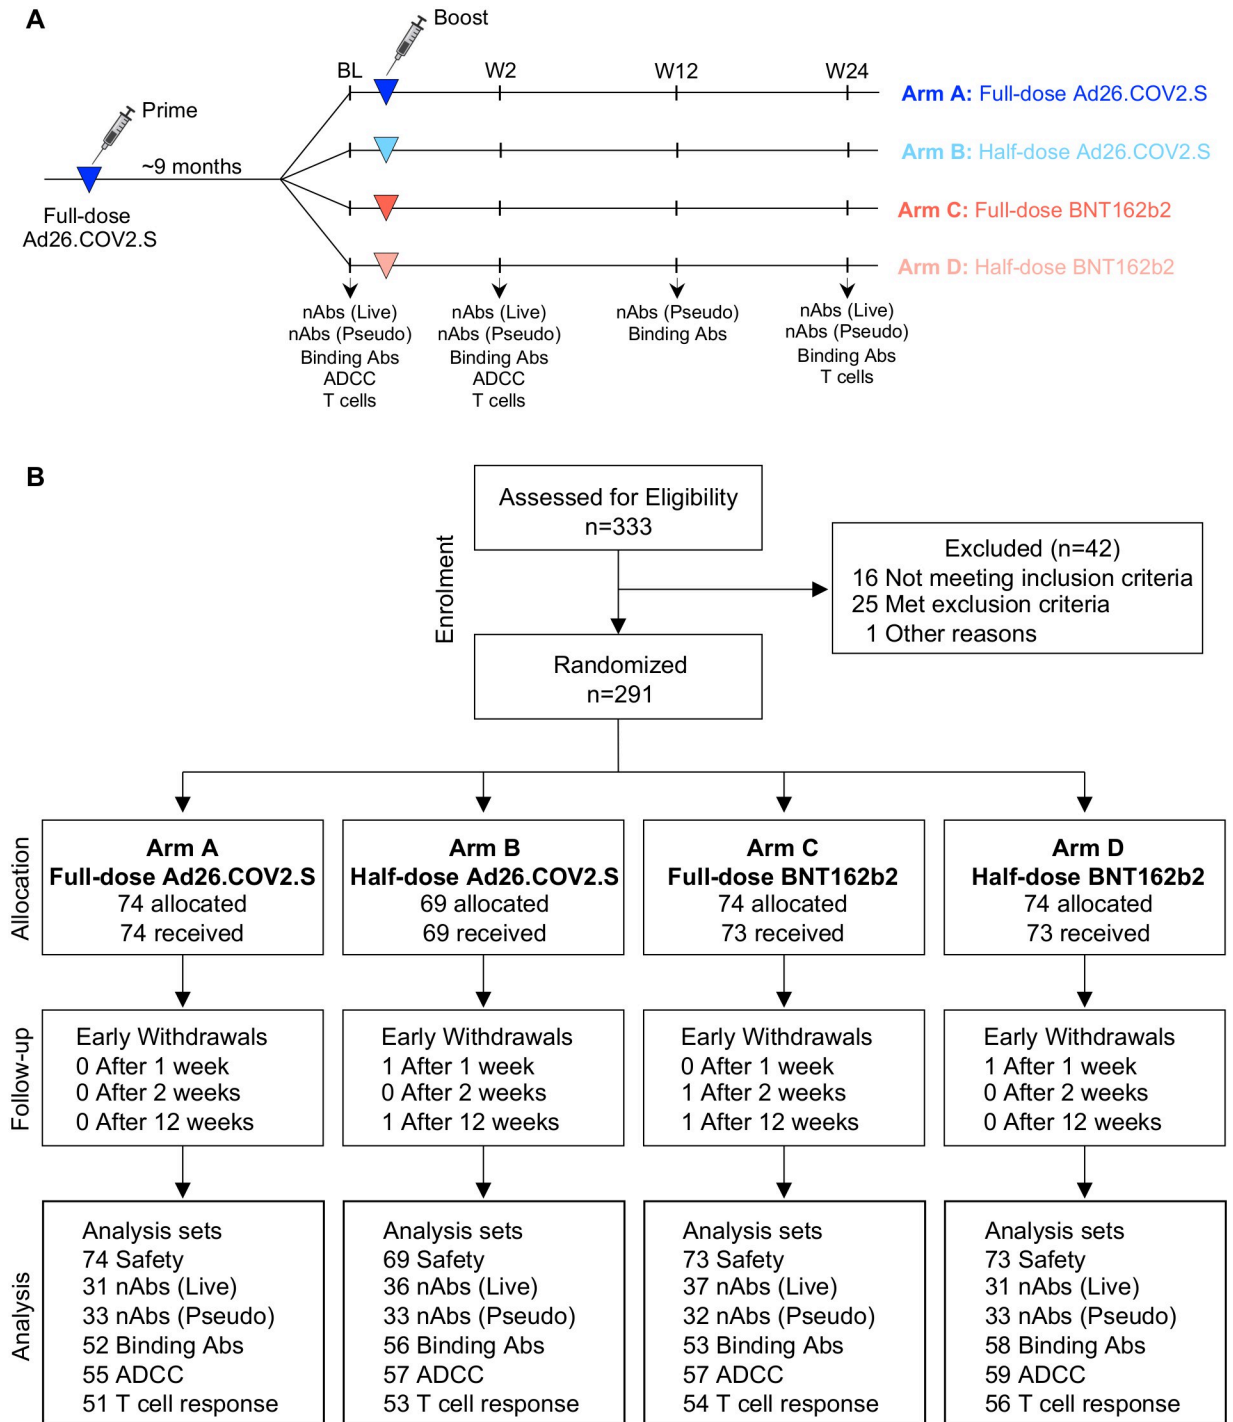 A
Boost
Prime
~9 months
Full-dose
Ad26.COV2.S
BL
W2
W12
W24
Arm A: Full-dose Ad26.COV2.S
Arm B: Half-dose Ad26.COV2.S
Arm C: Full-dose BNT162b2
Arm D: Half-dose BNT162b2
nAbs (Live)
nAbs (Pseudo)
Binding Abs
ADCC
T cells
nAbs (Live)
nAbs (Pseudo)
Binding Abs
ADCC
T cells
nAbs (Pseudo)
Binding Abs
nAbs (Live)
nAbs (Pseudo)
Binding Abs
T cells
B
Enrolment
Assessed for Eligibility
n=333
Excluded (n=42)
16 Not meeting inclusion criteria
25 Met exclusion criteria
1 Other reasons
Randomized
n=291
Allocation
Arm A
Full-dose Ad26.COV2.S
74 allocated
74 received
Arm B
Half-dose Ad26.COV2.S
69 allocated
69 received
Arm C
Full-dose BNT162b2
74 allocated
73 received
Arm D
Half-dose BNT162b2
74 allocated
73 received
Follow-up
Early Withdrawals
0 After 1 week
0 After 2 weeks
0 After 12 weeks
Early Withdrawals
1 After 1 week
0 After 2 weeks
1 After 12 weeks
Early Withdrawals
0 After 1 week
1 After 2 weeks
1 After 12 weeks
Early Withdrawals
1 After 1 week
0 After 2 weeks
0 After 12 weeks
Analysis
Analysis sets
74 Safety
31 nAbs (Live)
33 nAbs (Pseudo)
52 Binding Abs
55 ADCC
51 T cell response
Analysis sets
69 Safety
36 nAbs (Live)
33 nAbs (Pseudo)
56 Binding Abs
57 ADCC
53 T cell response
Analysis sets
73 Safety
37 nAbs (Live)
32 nAbs (Pseudo)
53 Binding Abs
57 ADCC
54 T cell response
Analysis sets
73 Safety
31 nAbs (Live)
33 nAbs (Pseudo)
58 Binding Abs
59 ADCC
56 T cell response